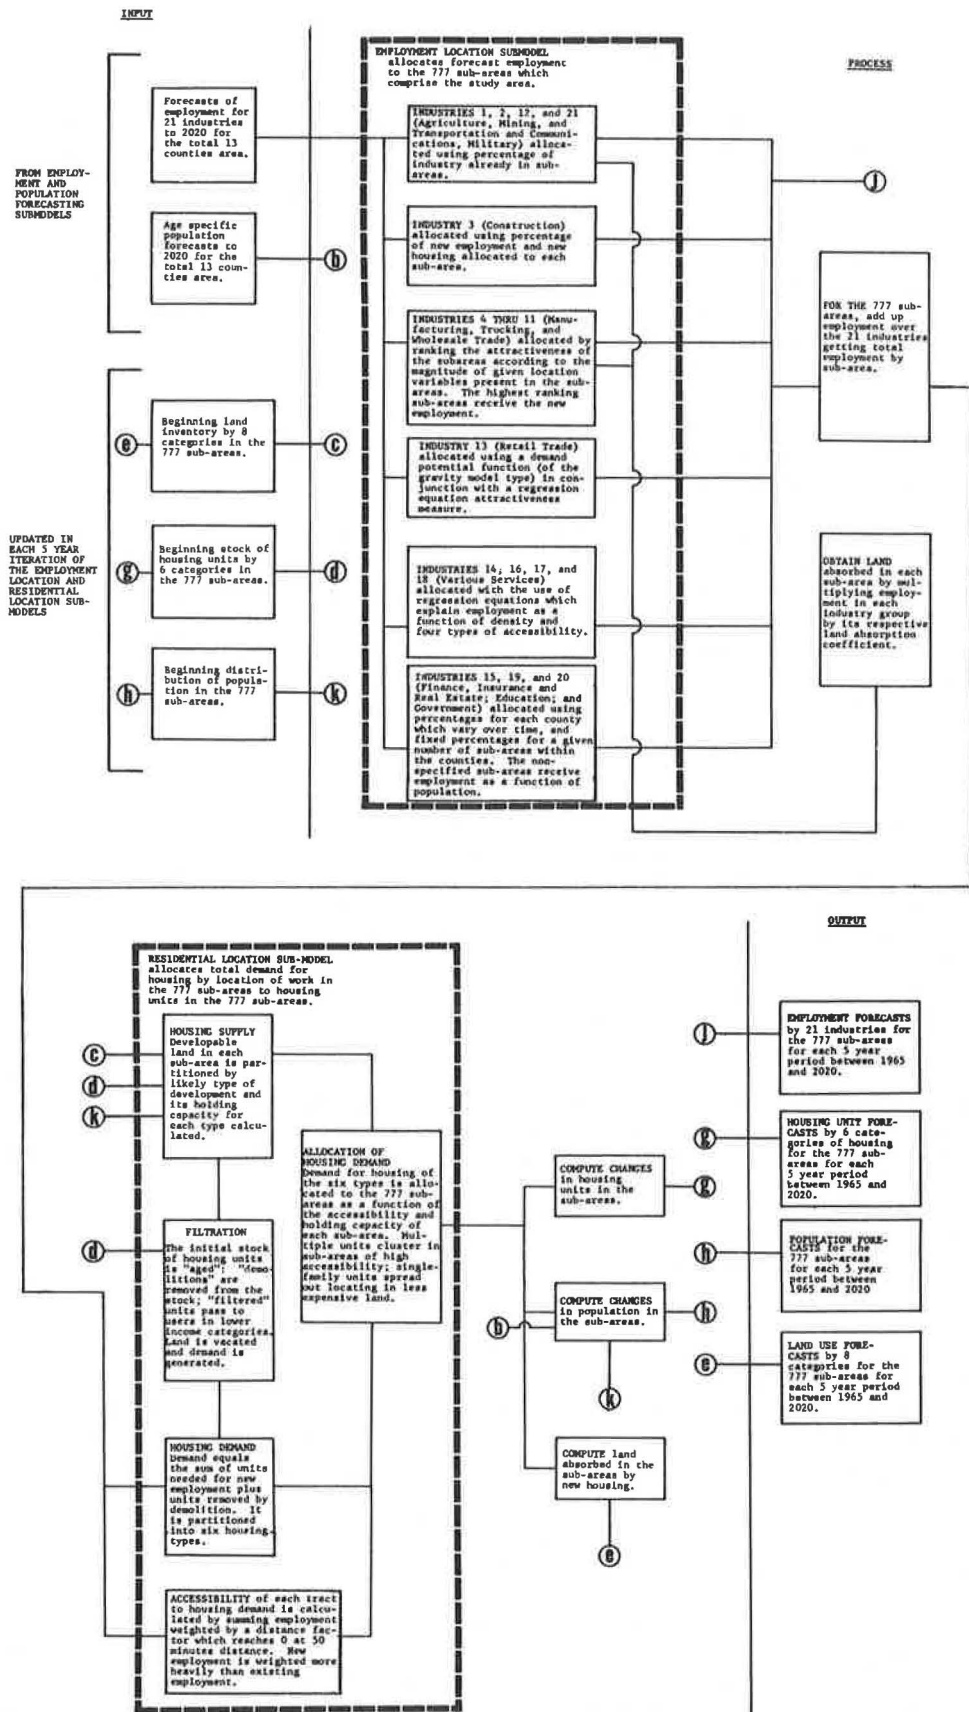 INPUT
FROM EMPLOY-
MENT AND
POPULATION
FORECASTING
SUBMODELS
Forecasts of
employment for
21 industries
to 2020 for
the total 13
counties area.
Age specific
population
forecasts to
2020 for the
total 13 coun-
ties area.
b
UPDATED IN
EACH 5 YEAR
ITERATION OF
THE EMPLOYMENT
LOCATION AND
RESIDENTIAL
LOCATION SUB-
MODELS
e
Beginning land
inventory by 8
categories in the
777 sub-areas.
c
g
Beginning stock of
housing units by
6 categories in
the 777 sub-areas.
d
h
Beginning distri-
bution of popula-
tion in the 777
sub-areas.
k
EMPLOYMENT LOCATION SUBMODEL
allocates forecast employment
to the 777 sub-areas which
comprise the study area.
INDUSTRIES 1, 2, 12, and 21
(Agriculture, Mining, and
Transportation and Communi-
cations, Military) alloca-
ted using percentage of
industry already in sub-
areas.
INDUSTRY 3 (Construction)
allocated using percentage
of new employment and new
housing allocated to each
sub-area.
INDUSTRIES 4 THRU 11 (Manu-
facturing, Trucking, and
Wholesale Trade) allocated by
ranking the attractiveness of
the subareas according to the
magnitude of given location
variables present in the sub-
areas. The highest ranking
sub-areas receive the new
employment.
INDUSTRY 13 (Retail Trade)
allocated using a demand
potential function (of the
gravity model type) in con-
junction with a regression
equation attractiveness
measure.
INDUSTRIES 14; 16, 17, and
18 (Various Services)
allocated with the use of
regression equations which
explain employment as a
function of density and
four types of accessibility.
INDUSTRIES 15, 19, and 20
(Finance, Insurance and
Real Estate; Education; and
Government) allocated using
percentages for each county
which vary over time, and
fixed percentages for a given
number of sub-areas within
the counties. The non-
specified sub-areas receive
employment as a function of
population.
PROCESS
j
FOR THE 777 sub-
areas, add up
employment over
the 21 industries
getting total
employment by
sub-area.
OBTAIN LAND
absorbed in each
sub-area by mul-
tiplying employ-
ment in each
industry group
by its respective
land absorption
coefficient.
RESIDENTIAL LOCATION SUB-MODEL
allocates total demand for
housing by location of work in
the 777 sub-areas to housing
units in the 777 sub-areas.
c
d
k
HOUSING SUPPLY
Developable
land in each
sub-area is par-
titioned by
likely type of
development and
its holding
capacity for
each type calcu-
lated.
d
FILTRATION
The initial stock
of housing units
is "aged": "demo-
litions" are
removed from the
stock; "filtered"
units pass to
users in lower
income categories.
Land is vacated
and demand is
generated.
HOUSING DEMAND
Demand equals
the sum of units
needed for new
employment plus
units removed by
demolition. It
is partitioned
into six housing
types.
ACCESSIBILITY of each tract
to housing demand is calcu-
lated by summing employment
weighted by a distance fac-
tor which reaches 0 at 50
minutes distance. New
employment is weighted more
heavily than existing
employment.
ALLOCATION OF
HOUSING DEMAND
Demand for housing of
the six types is allo-
cated to the 777 sub-
areas as a function of
the accessibility and
holding capacity of
each sub-area. Mul-
tiple units cluster in
sub-areas of high
accessibility; single-
family units spread
out locating in less
expensive land.
COMPUTE CHANGES
in housing
units in the
sub-areas.
g
b
COMPUTE CHANGES
in population in
the sub-areas.
h
k
COMPUTE land
absorbed in the
sub-areas by
new housing.
e
OUTPUT
j
EMPLOYMENT FORECASTS
by 21 industries for
the 777 sub-areas
for each 5 year
period between 1965
and 2020.
g
HOUSING UNIT FORE-
CASTS by 6 cate-
gories of housing
for the 777 sub-
areas for each
5 year period
between 1965 and
2020.
h
POPULATION FORE-
CASTS for the
777 sub-areas
for each 5 year
period between
1965 and 2020
e
LAND USE FORE-
CASTS by 8
categories for the
777 sub-areas for
each 5 year period
between 1965 and
2020.